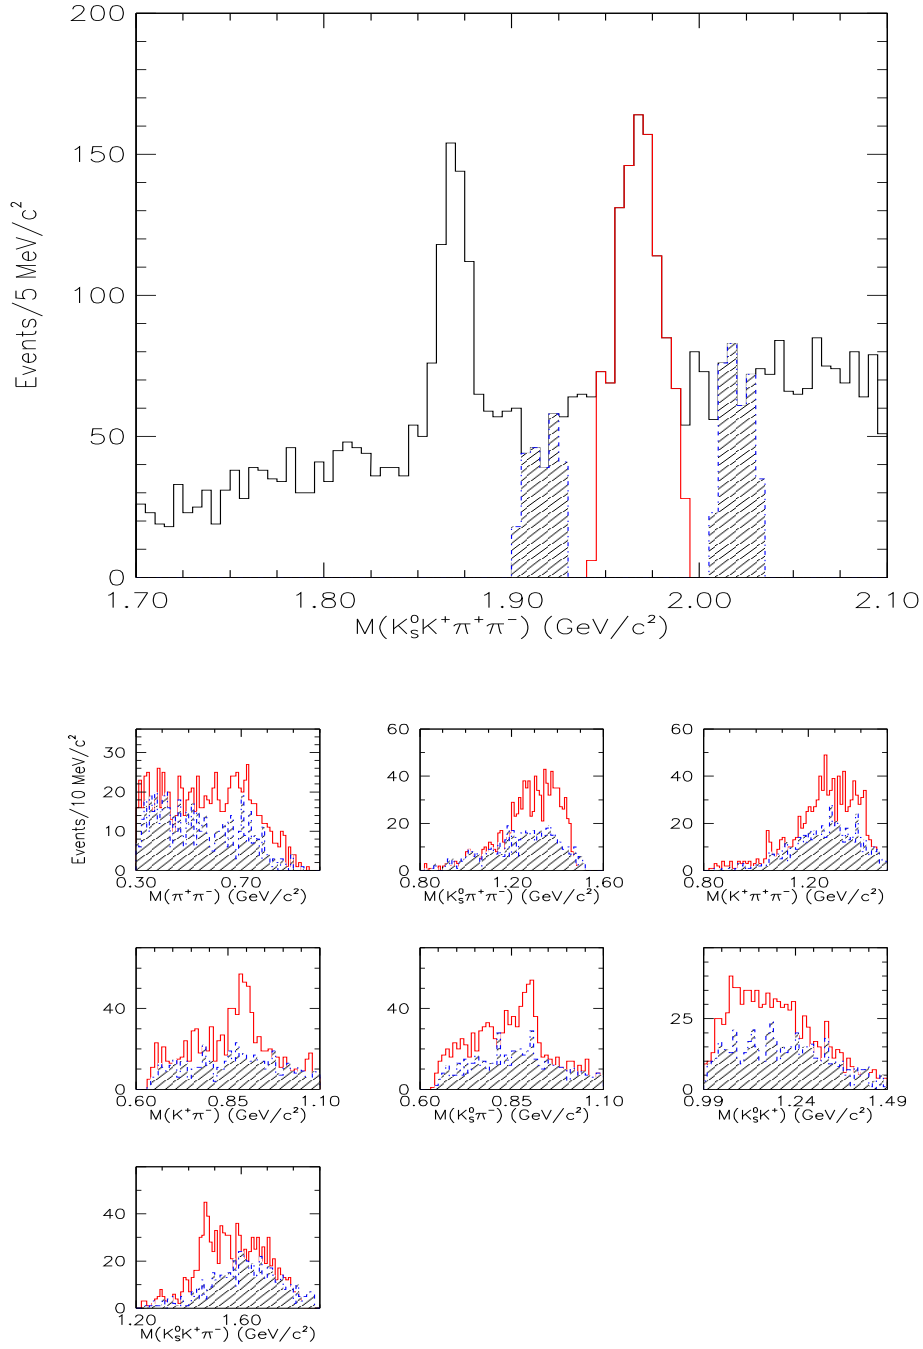 200
150
100
50
0
Events/5 MeV/c²
1.70 1.80 1.90 2.00 2.10
M(K⁰ₛK⁺π⁺π⁻) (GeV/c²)
30
20
10
0
Events/10 MeV/c²
0.30 0.70
M(π⁺π⁻) (GeV/c²)
60
40
20
0
0.80 1.20 1.60
M(K⁰ₛπ⁺π⁻) (GeV/c²)
60
40
20
0
0.80 1.20
M(K⁺π⁺π⁻) (GeV/c²)
40
0
0.60 0.85 1.10
M(K⁺π⁻) (GeV/c²)
40
0
0.60 0.85 1.10
M(K⁰ₛπ⁻) (GeV/c²)
25
0
0.99 1.24 1.49
M(K⁰ₛK⁺) (GeV/c²)
60
40
20
0
1.20 1.60
M(K⁰ₛK⁺π⁻) (GeV/c²)